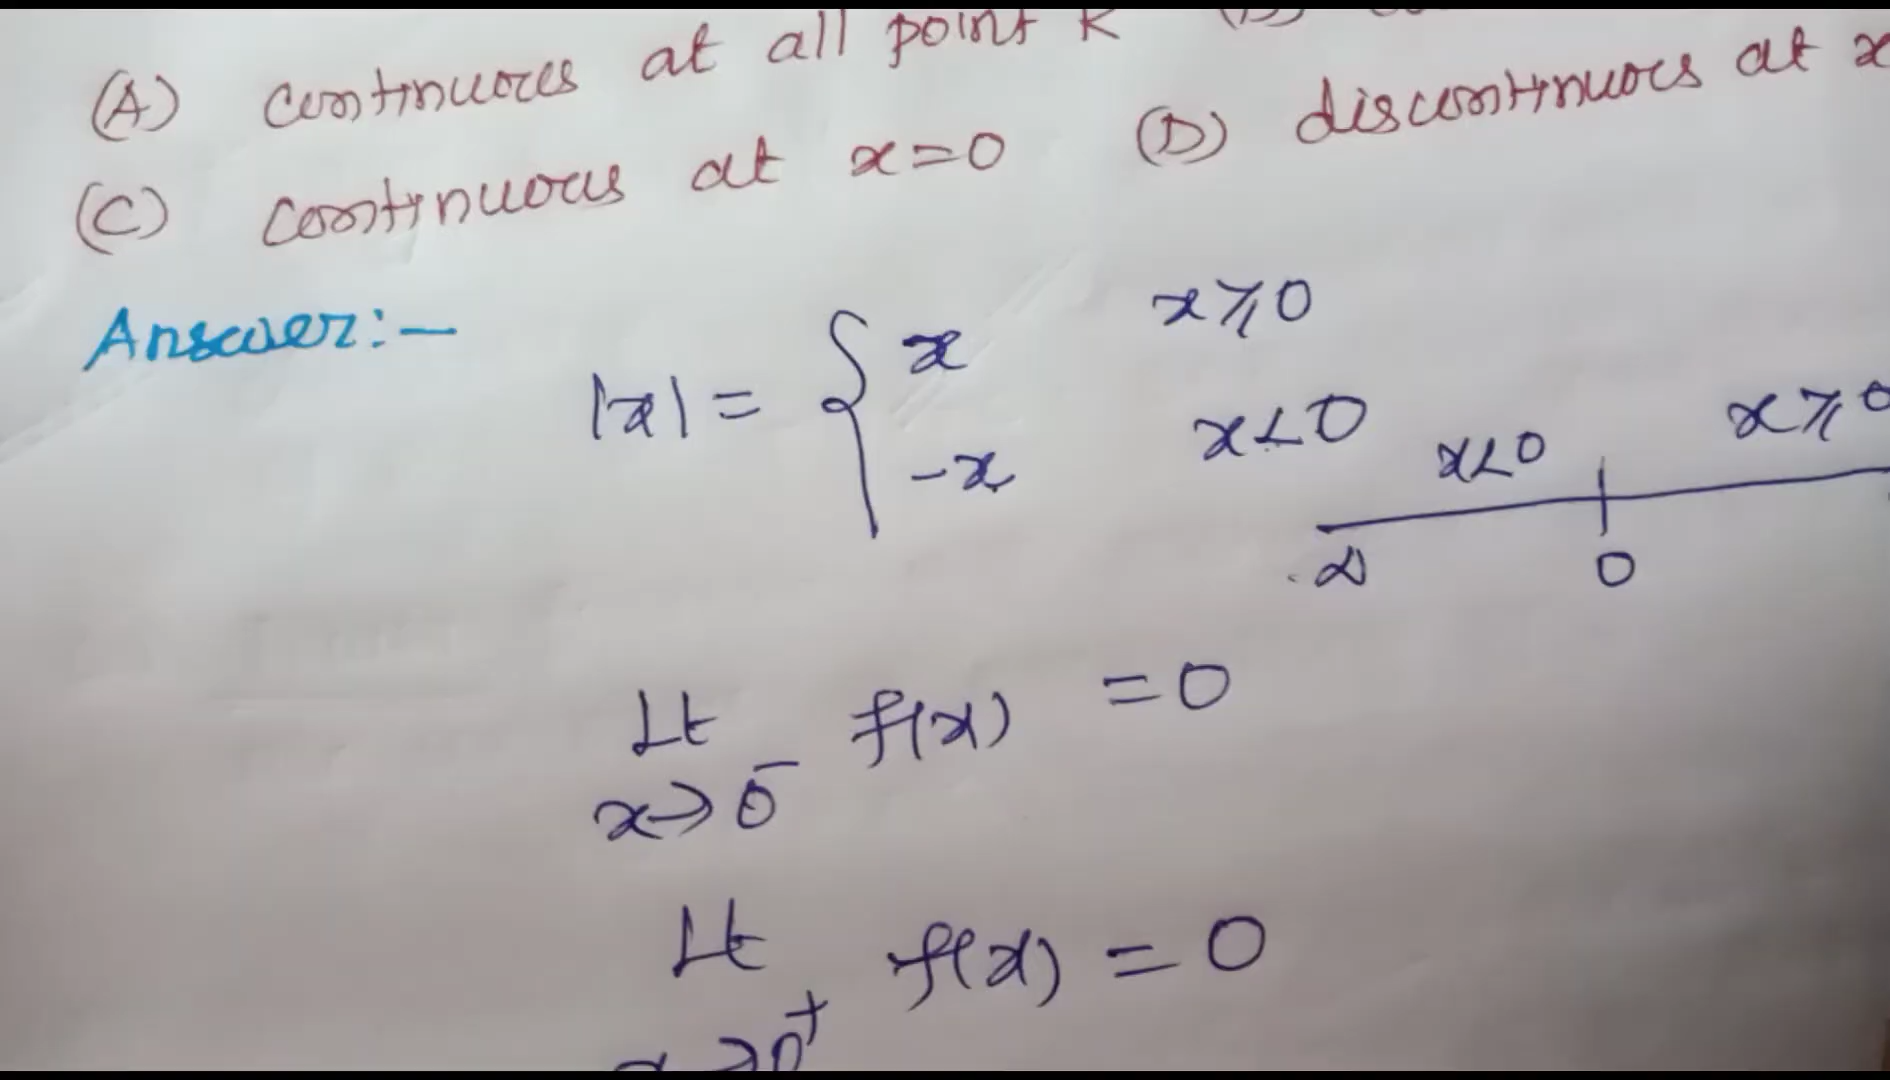 (A) continuous at all point R
(C) continuous at x=0 (D) discontinuous at x
Answer:-
|x| = { x x⩾0
-x x<0
x<0 x⩾0
0
Lt f(x) = 0
x→0⁻
Lt f(x) = 0
x→0⁺